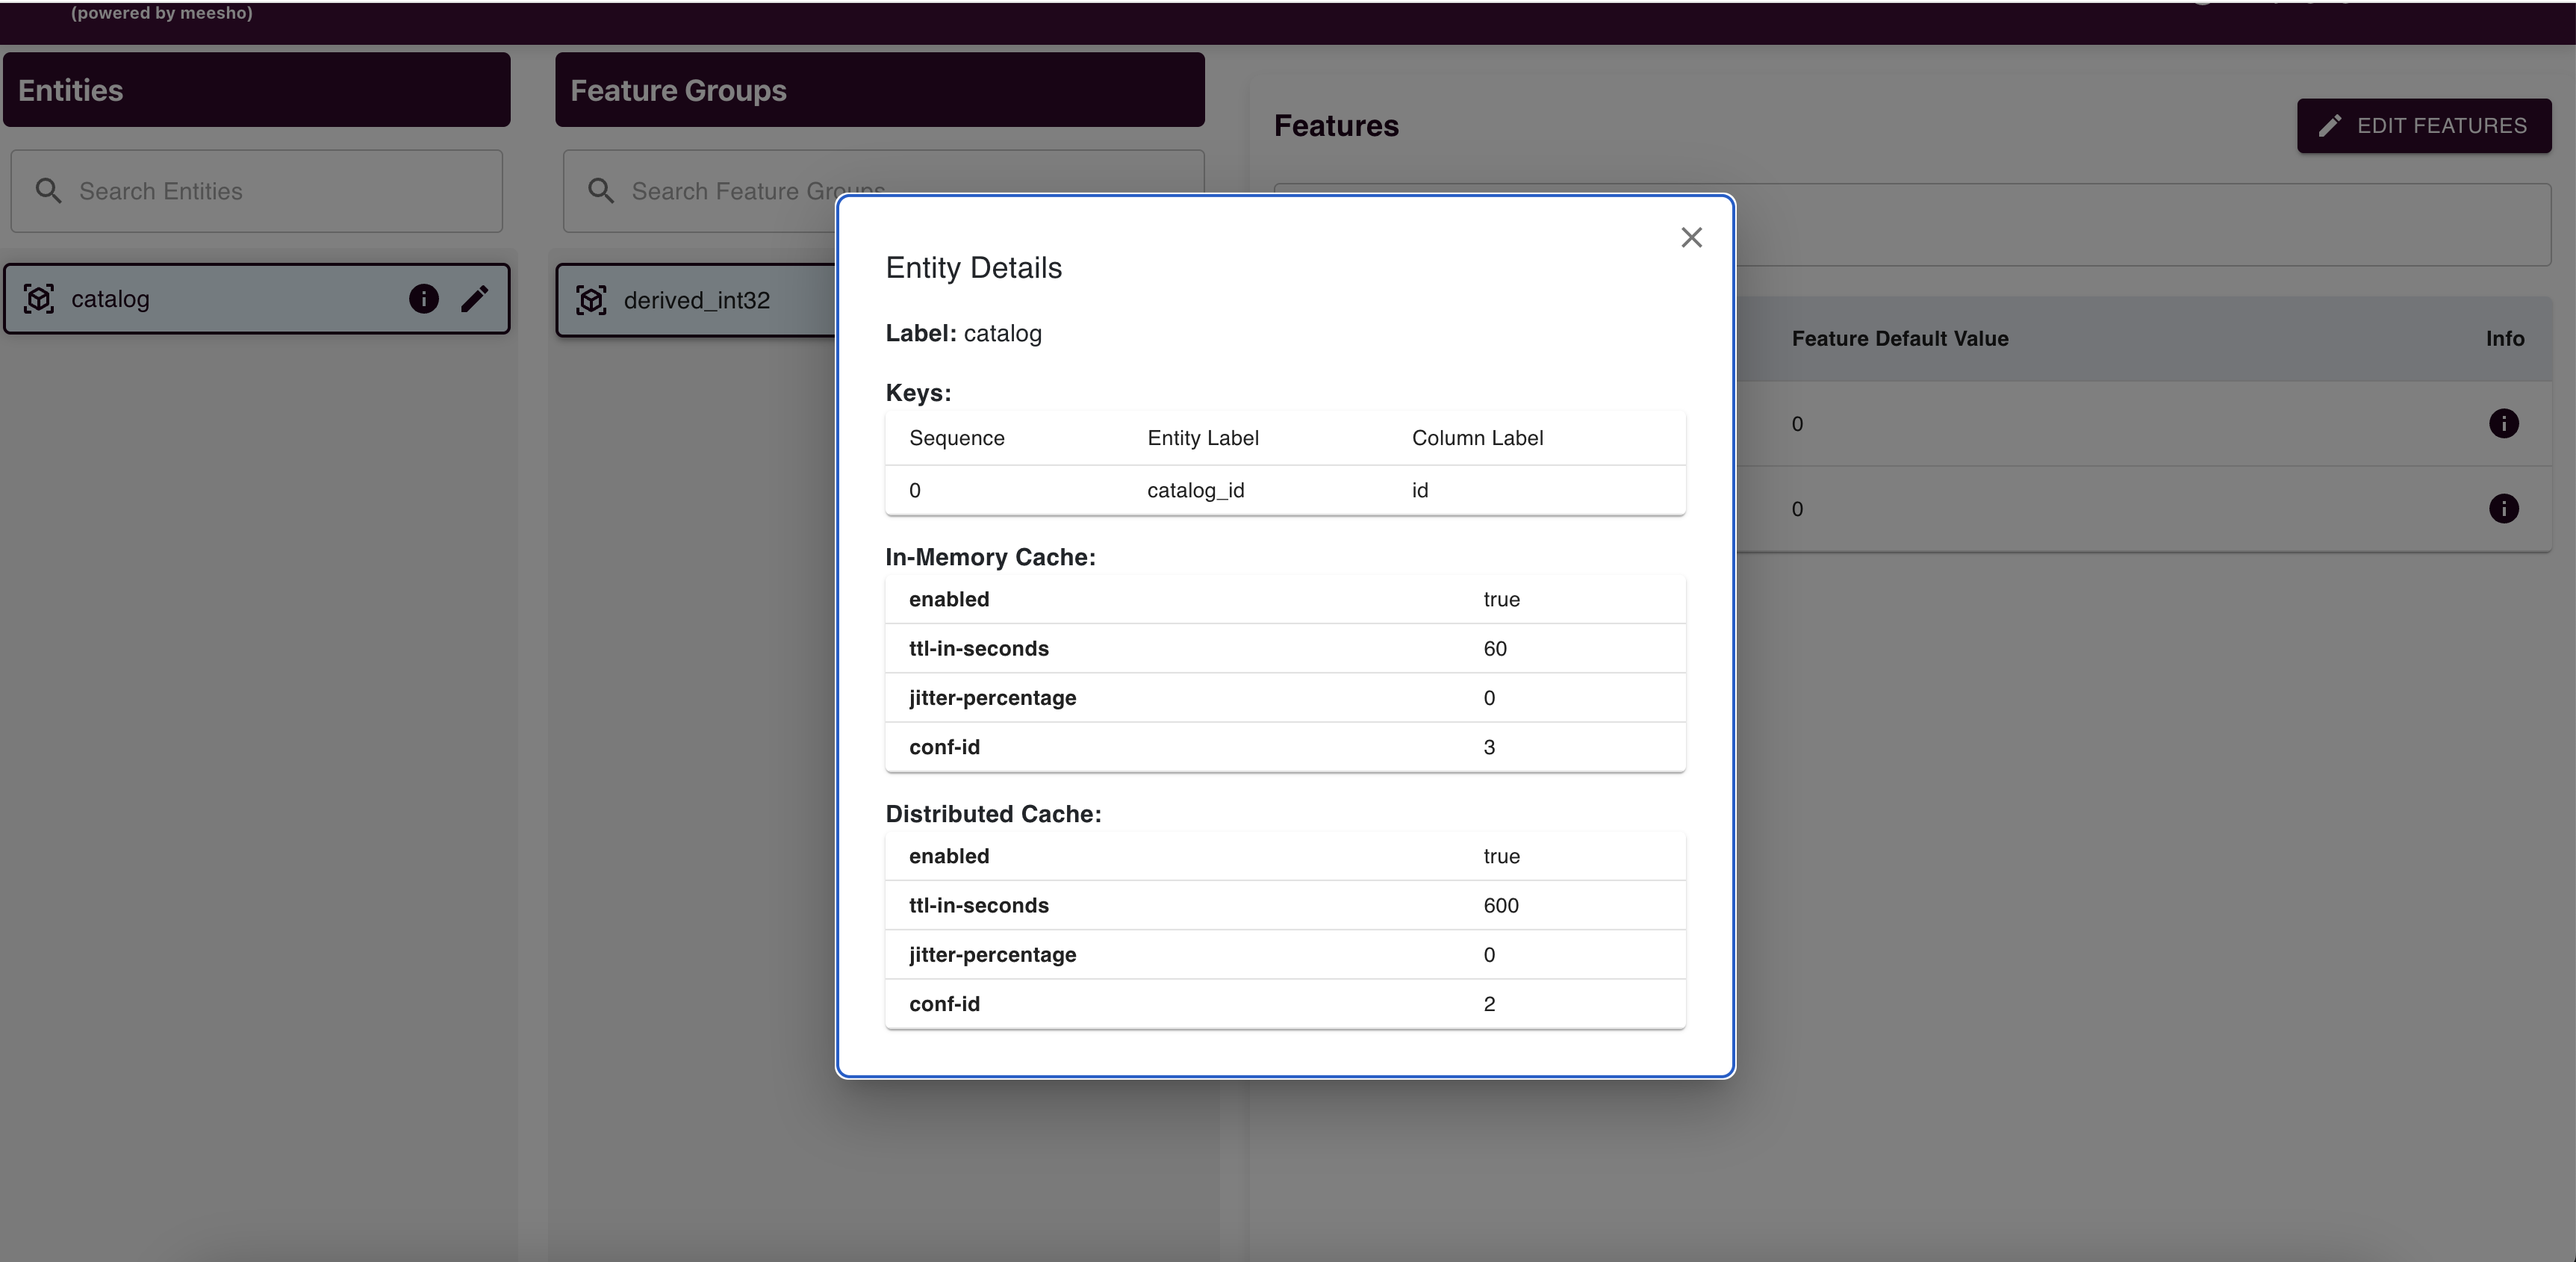 (powered by meesho)
Entities
Feature Groups
Features
EDIT FEATURES
Search Entities
Search Feature Groups
catalog
derived_int32
Feature Default Value
Info
0
0
Entity Details
Label: catalog
Keys:
Sequence Entity Label Column Label
0 catalog_id id
In-Memory Cache:
enabled true
ttl-in-seconds 60
jitter-percentage 0
conf-id 3
Distributed Cache:
enabled true
ttl-in-seconds 600
jitter-percentage 0
conf-id 2